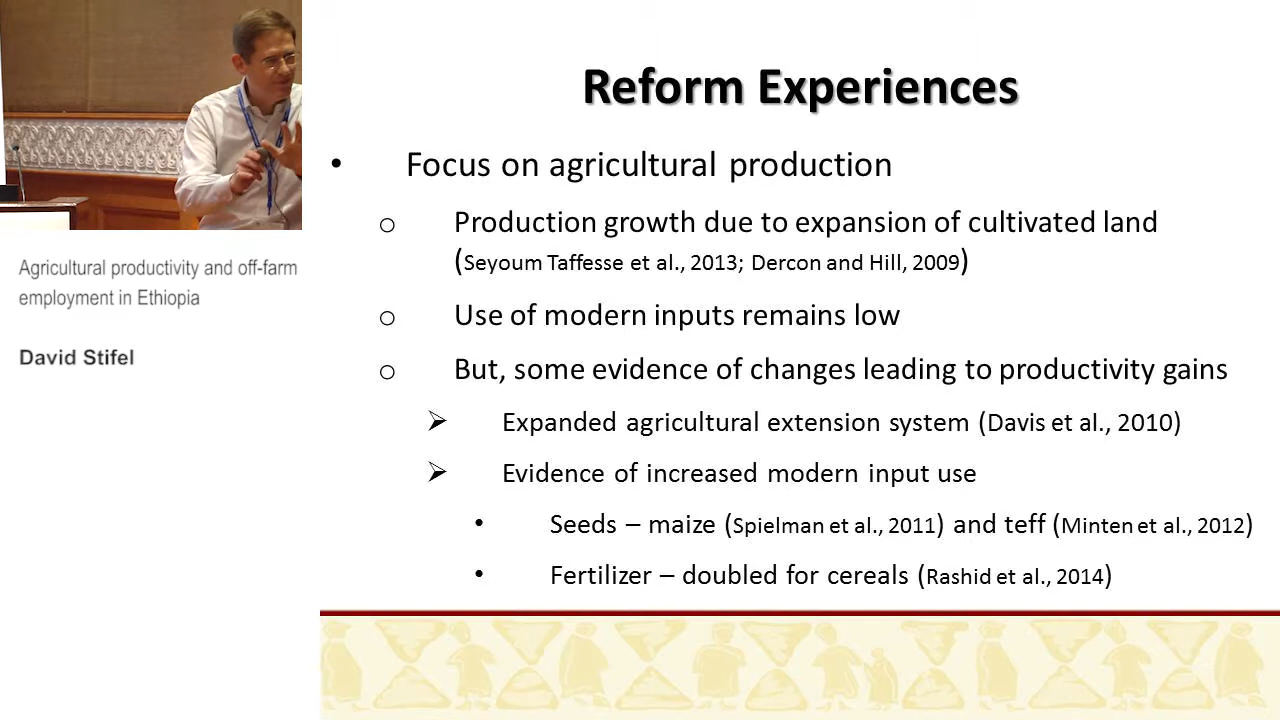 Reform Experiences
• Focus on agricultural production
o Production growth due to expansion of cultivated land
(Seyoum Taffesse et al., 2013; Dercon and Hill, 2009)
o Use of modern inputs remains low
o But, some evidence of changes leading to productivity gains
➢ Expanded agricultural extension system (Davis et al., 2010)
➢ Evidence of increased modern input use
• Seeds – maize (Spielman et al., 2011) and teff (Minten et al., 2012)
• Fertilizer – doubled for cereals (Rashid et al., 2014)
Agricultural productivity and off-farm
employment in Ethiopia
David Stifel